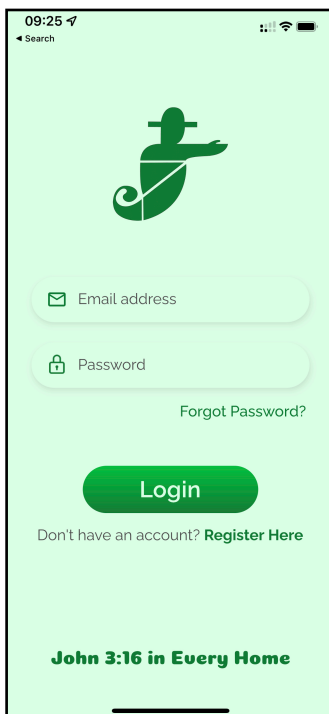 09:25
◀ Search
Email address
Password
Forgot Password?
Login
Don't have an account? Register Here
John 3:16 in Every Home